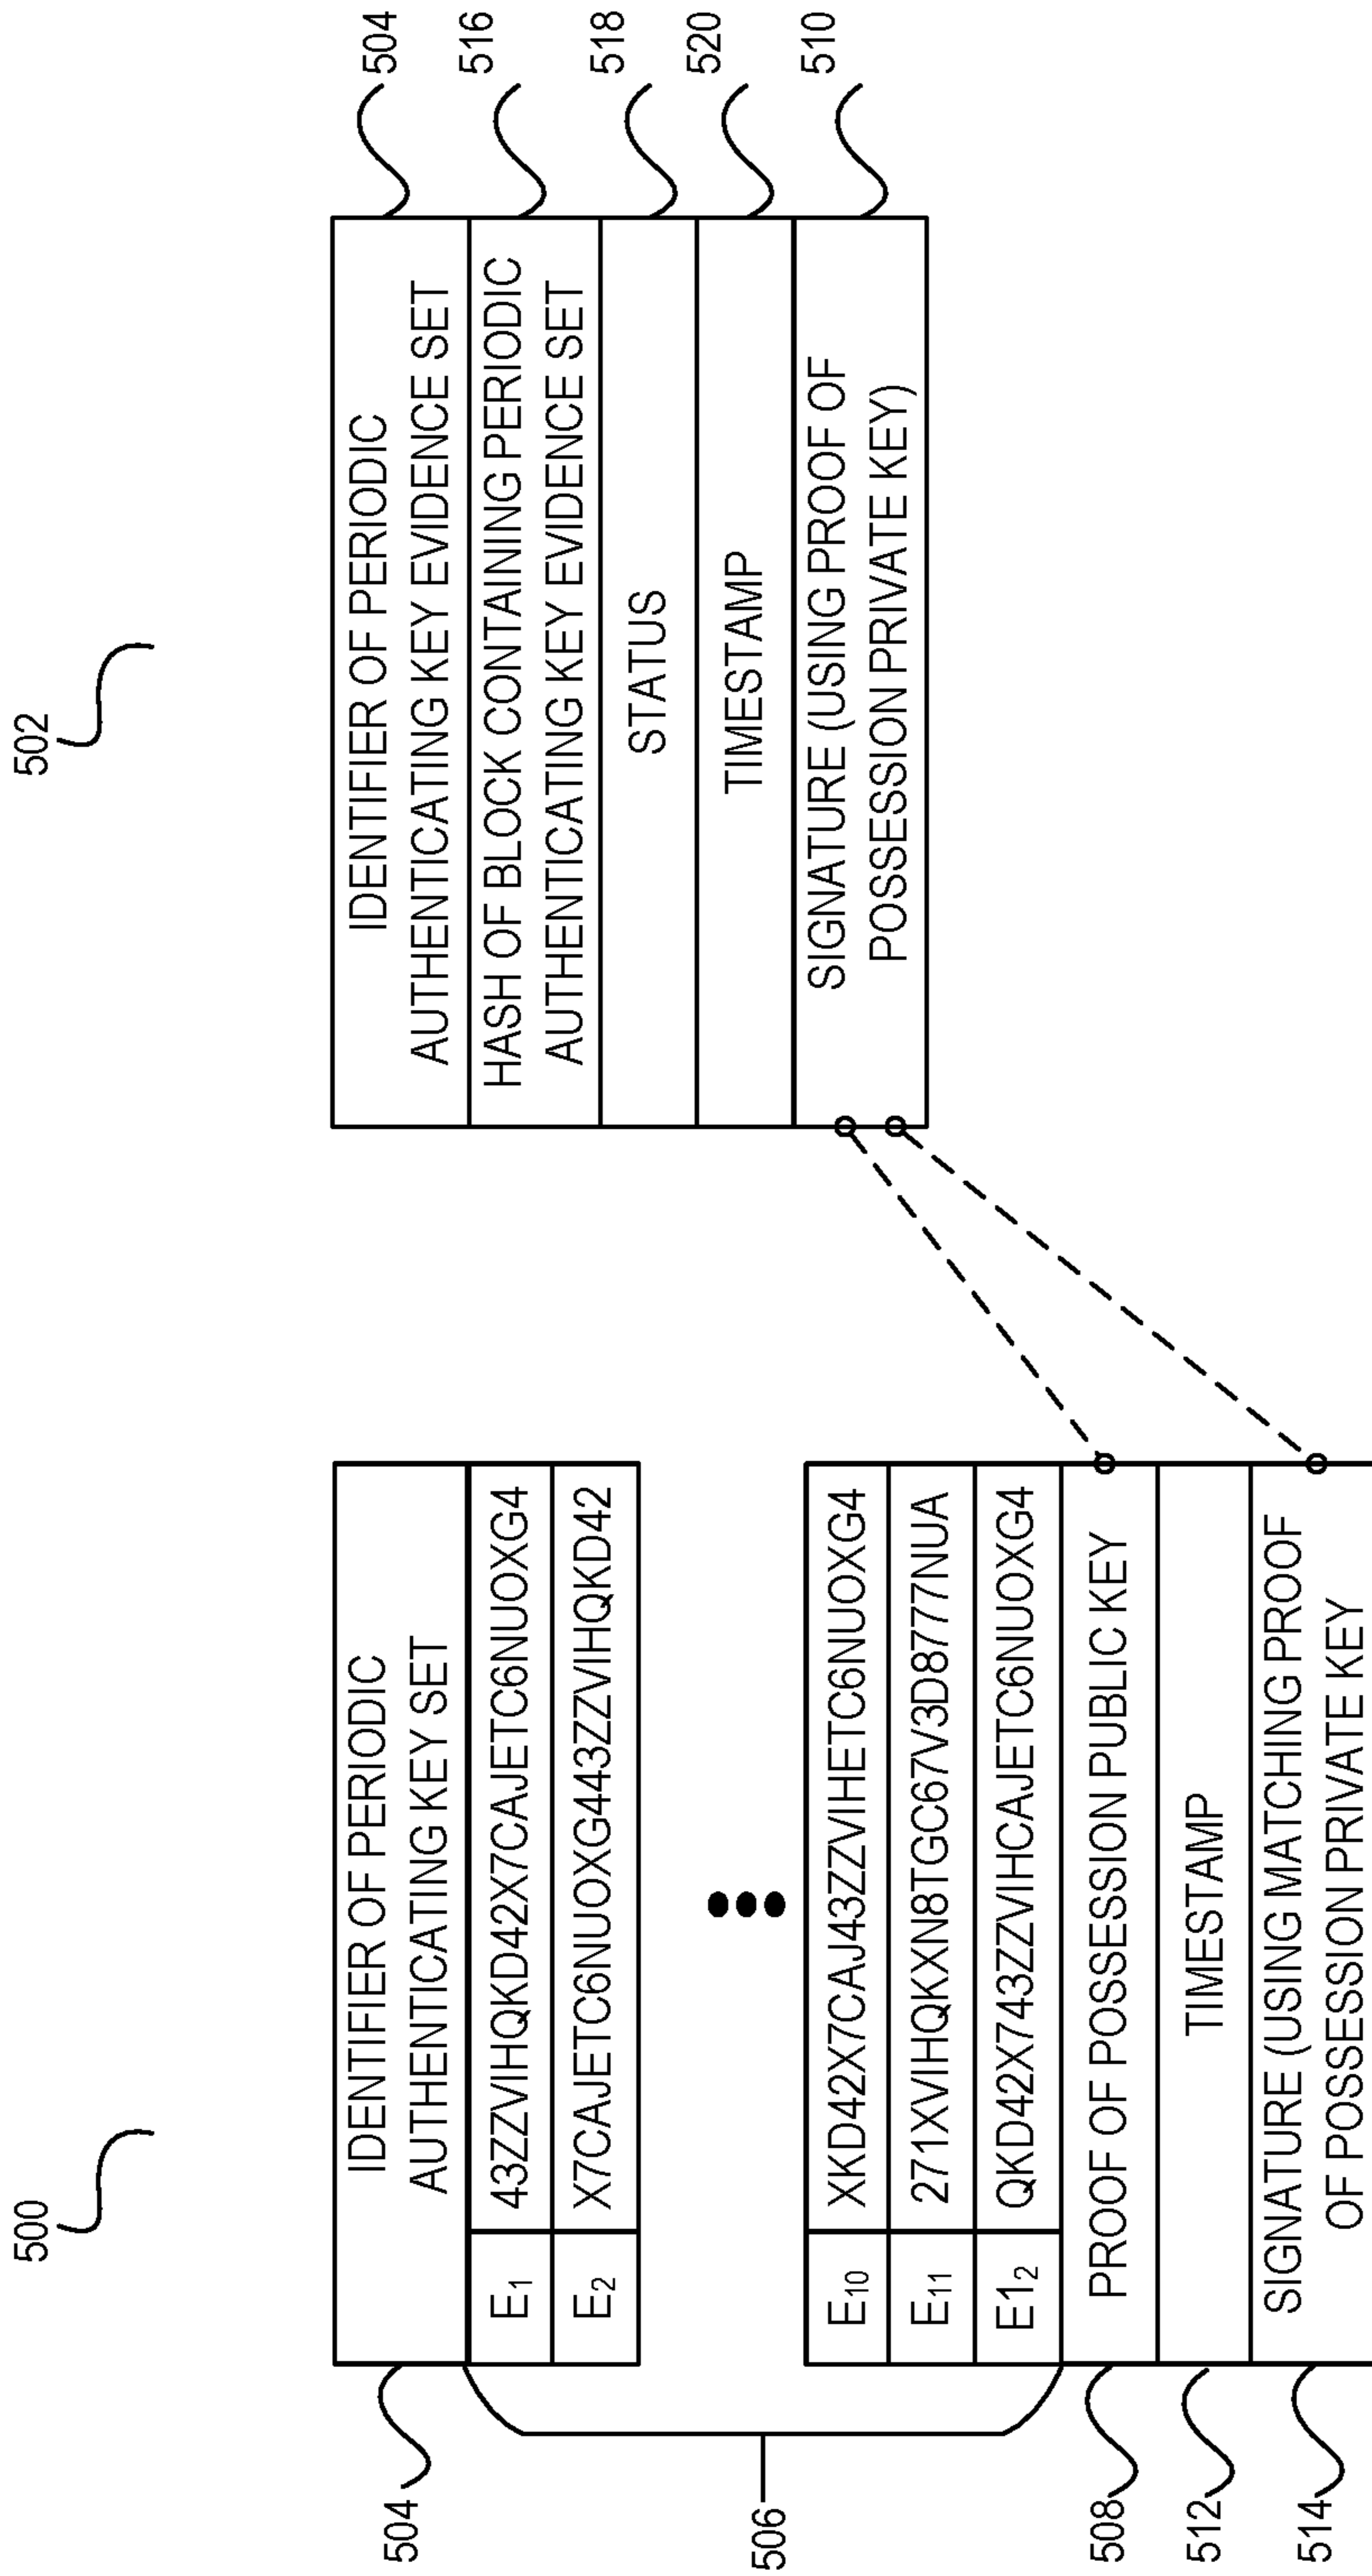 500
504
IDENTIFIER OF PERIODIC
AUTHENTICATING KEY SET
E1 43ZZVIHQKD42X7CAJETC6NUOXG4
E2 X7CAJETC6NUOXG443ZZVIHQKD42
506
E10 XKD42X7CAJ43ZZVIHETC6NUOXG4
E11 271XVIHQKXN8TGC67V3D8777NUA
E12 QKD42X743ZZVIHCAJETC6NUOXG4
508
PROOF OF POSSESSION PUBLIC KEY
512
TIMESTAMP
514
SIGNATURE (USING MATCHING PROOF
OF POSSESSION PRIVATE KEY
502
IDENTIFIER OF PERIODIC
AUTHENTICATING KEY EVIDENCE SET
504
HASH OF BLOCK CONTAINING PERIODIC
AUTHENTICATING KEY EVIDENCE SET
516
STATUS
518
TIMESTAMP
520
SIGNATURE (USING PROOF OF
POSSESSION PRIVATE KEY)
510